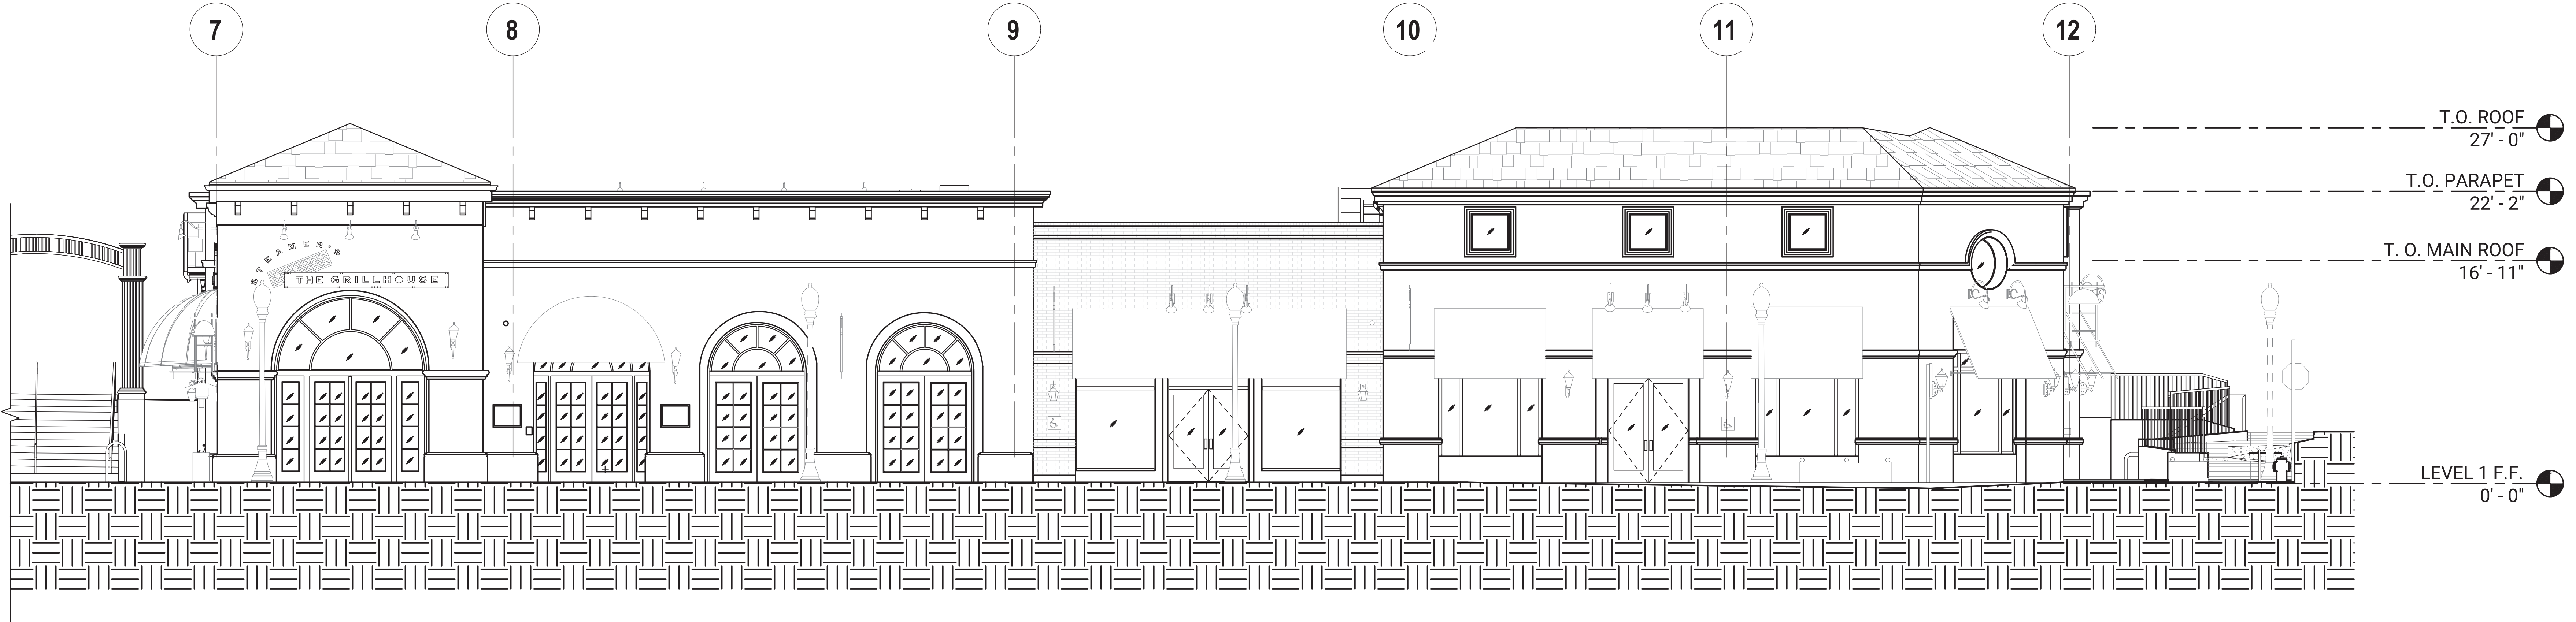 7 8 9 10 11 12
T.O. ROOF
27' - 0"
T.O. PARAPET
22' - 2"
STEAMER'S
T. O. MAIN ROOF
16' - 11"
THE GRILLHOUSE
LEVEL 1 F.F.
0' - 0"